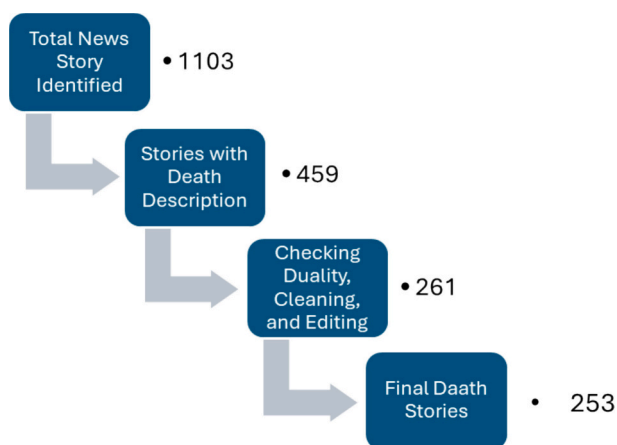 Total News
Story
Identified
• 1103
Stories with
Death
Description
• 459
Checking
Duality,
Cleaning,
and Editing
• 261
Final Daath
Stories
• 253